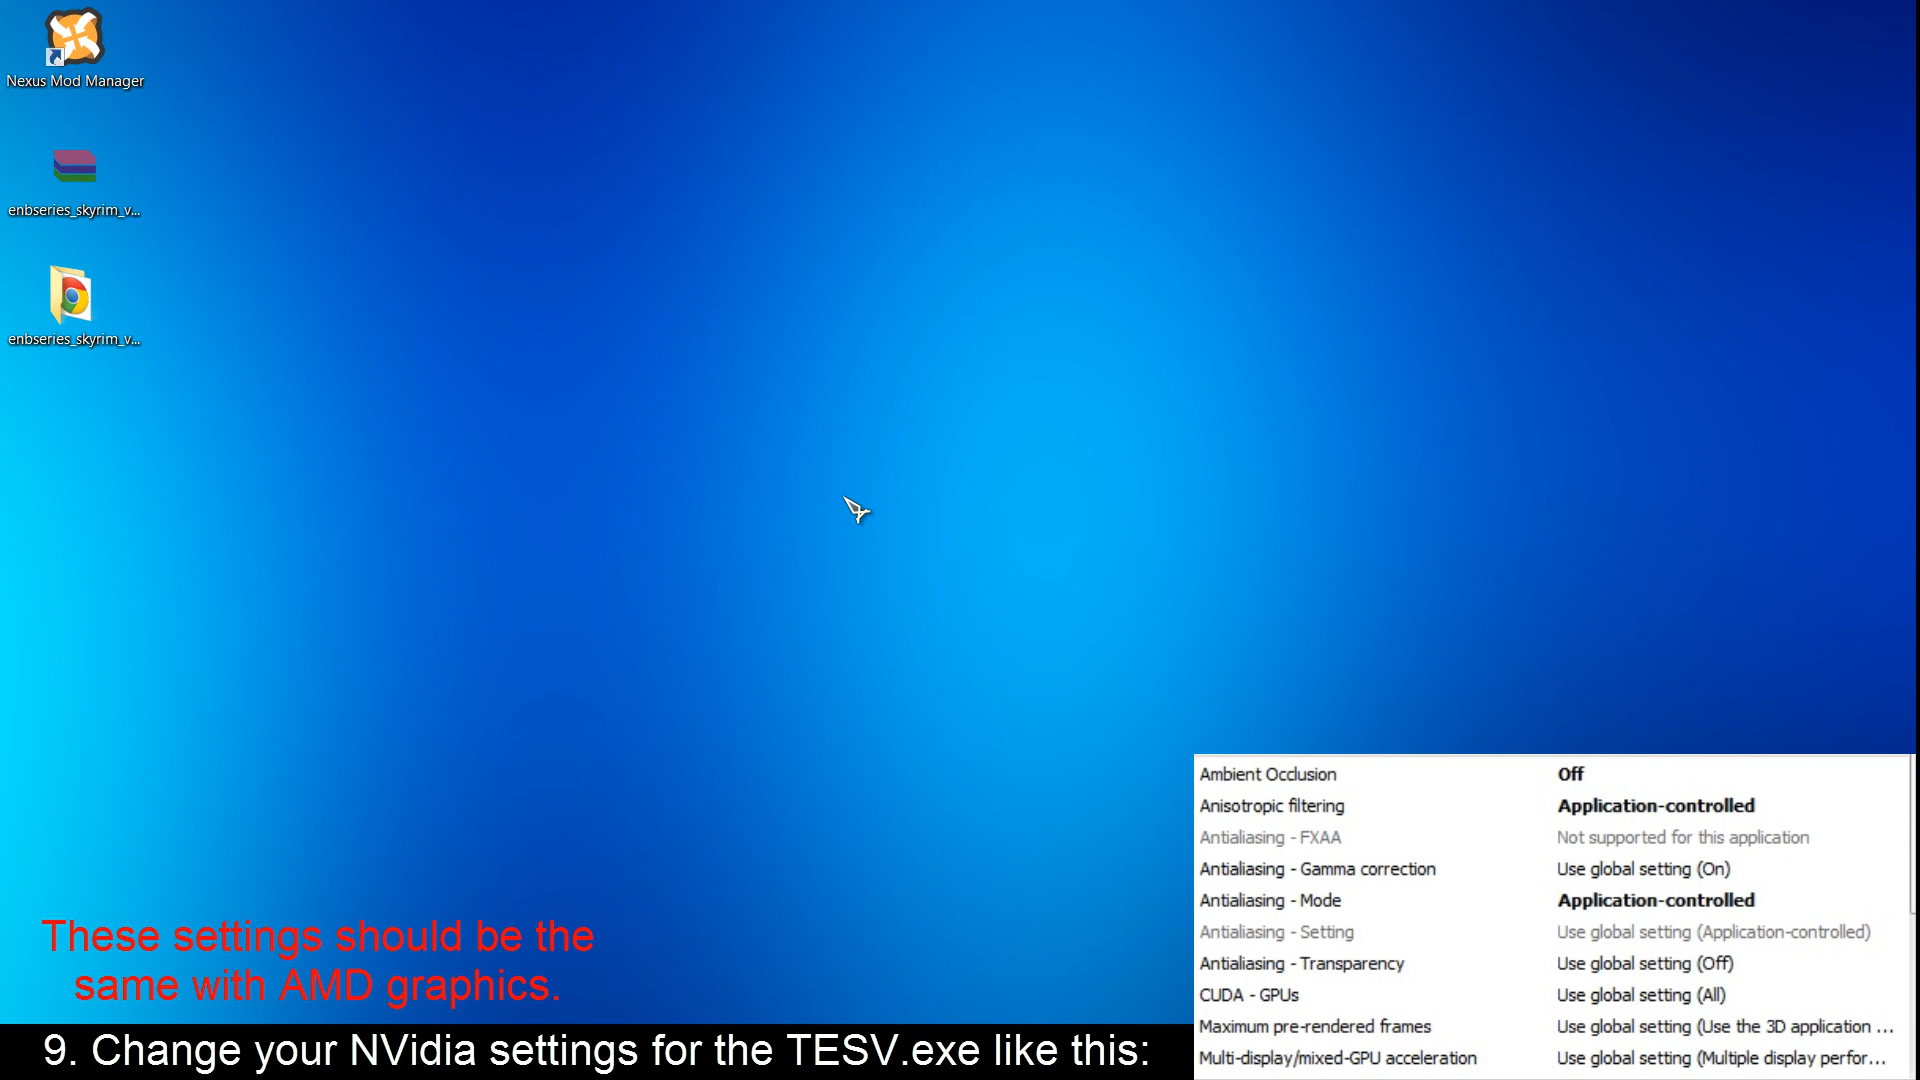 Nexus Mod Manager
enbseries_skyrim_v...
enbseries_skyrim_v...
Ambient Occlusion Off
Anisotropic filtering Application-controlled
Antialiasing - FXAA Not supported for this application
Antialiasing - Gamma correction Use global setting (On)
Antialiasing - Mode Application-controlled
Antialiasing - Setting Use global setting (Application-controlled)
Antialiasing - Transparency Use global setting (Off)
CUDA - GPUs Use global setting (All)
Maximum pre-rendered frames Use global setting (Use the 3D application ...
Multi-display/mixed-GPU acceleration Use global setting (Multiple display perfor...
These settings should be the
same with AMD graphics.
9. Change your NVidia settings for the TESV.exe like this: